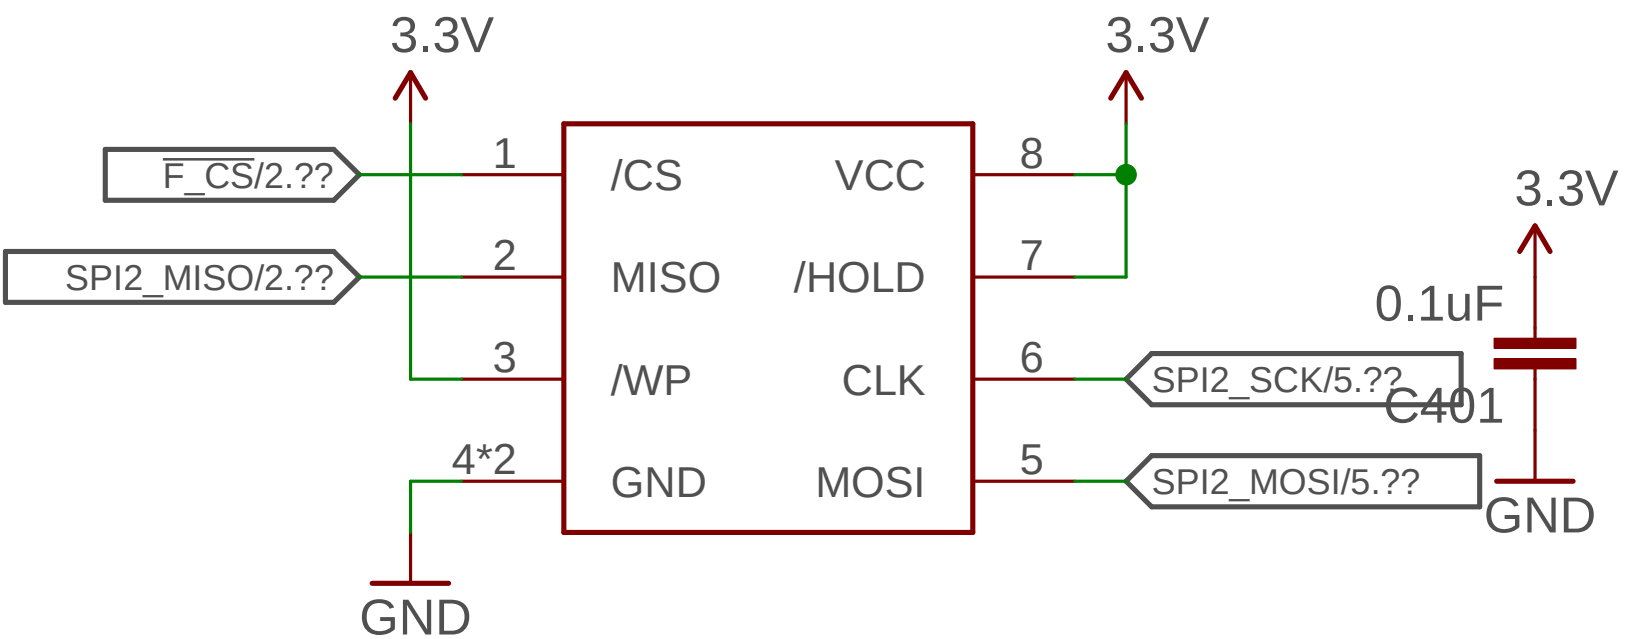 3.3V
3.3V
1
8
F_CS/2.??
/CS
VCC
3.3V
2
7
SPI2_MISO/2.??
MISO
/HOLD
0.1uF
3
6
/WP
CLK
SPI2_SCK/5.??
C401
4*2
5
GND
MOSI
SPI2_MOSI/5.??
GND
GND